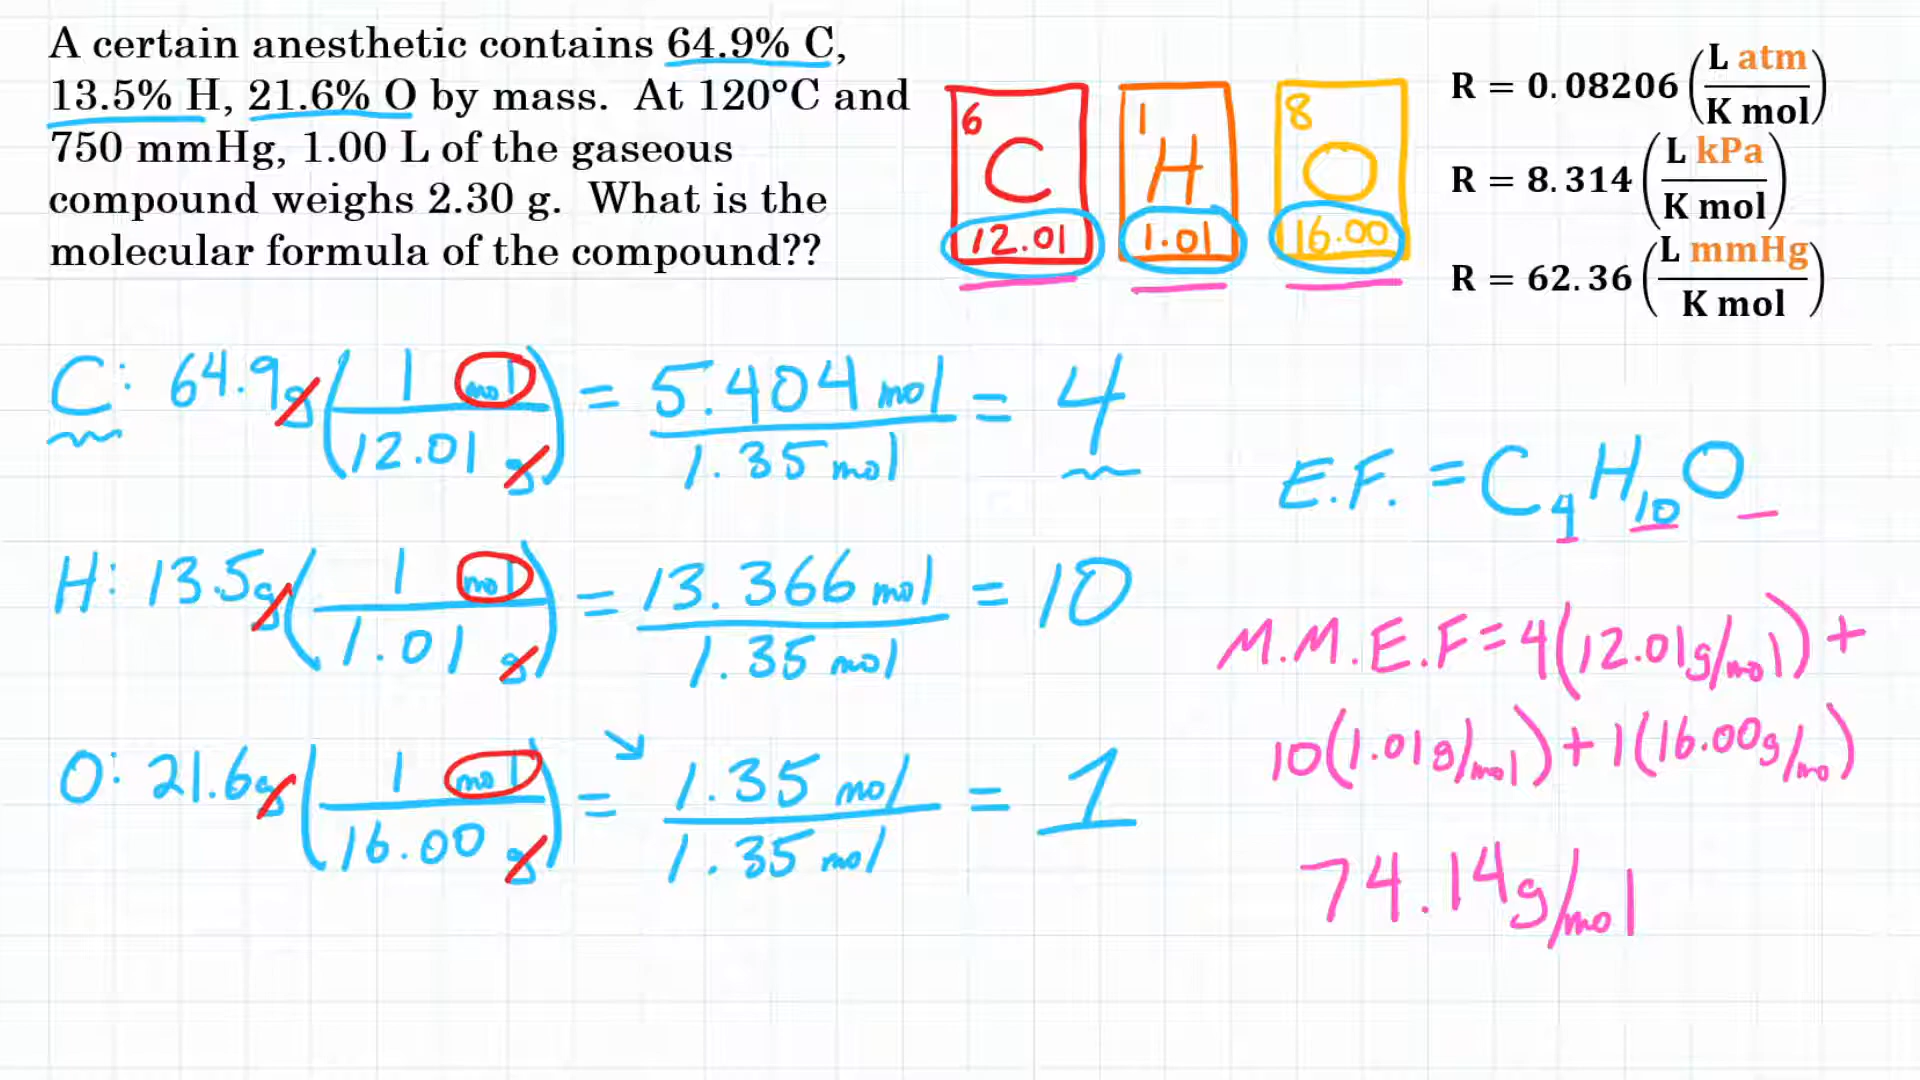 A certain anesthetic contains 64.9% C,
13.5% H, 21.6% O by mass. At 120°C and
750 mmHg, 1.00 L of the gaseous
compound weighs 2.30 g. What is the
molecular formula of the compound??
6
C
12.01
1
H
1.01
8
O
16.00
R = 0.08206 (L atm / K mol)
R = 8.314 (L kPa / K mol)
R = 62.36 (L mmHg / K mol)
C: 64.9g (1 mol / 12.01 g) = 5.404 mol / 1.35 mol = 4
H: 13.5g (1 mol / 1.01 g) = 13.366 mol / 1.35 mol = 10
O: 21.6g (1 mol / 16.00 g) = 1.35 mol / 1.35 mol = 1
E.F. = C4H10O
M.M.E.F = 4(12.01g/mol) +
10(1.01g/mol) + 1(16.00g/mo)
74.14g/mol